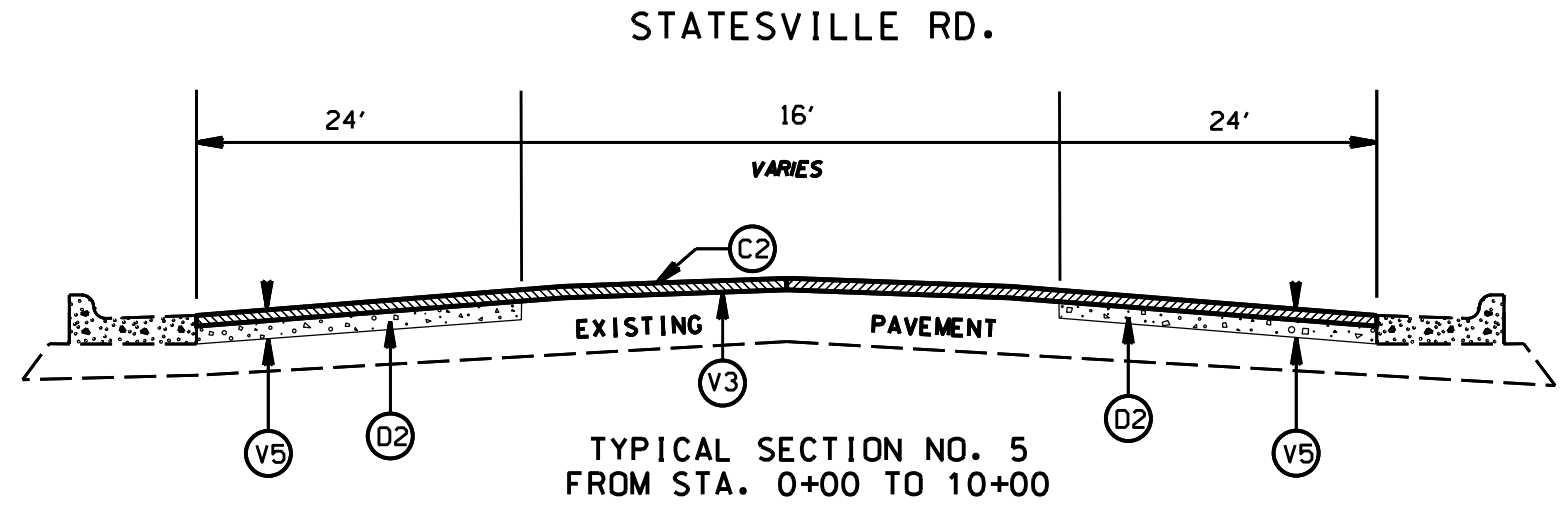 STATESVILLE RD.
24' 16' 24'
VARIES
C2
EXISTING PAVEMENT
V3
V5 D2 D2 V5
TYPICAL SECTION NO. 5
FROM STA. 0+00 TO 10+00